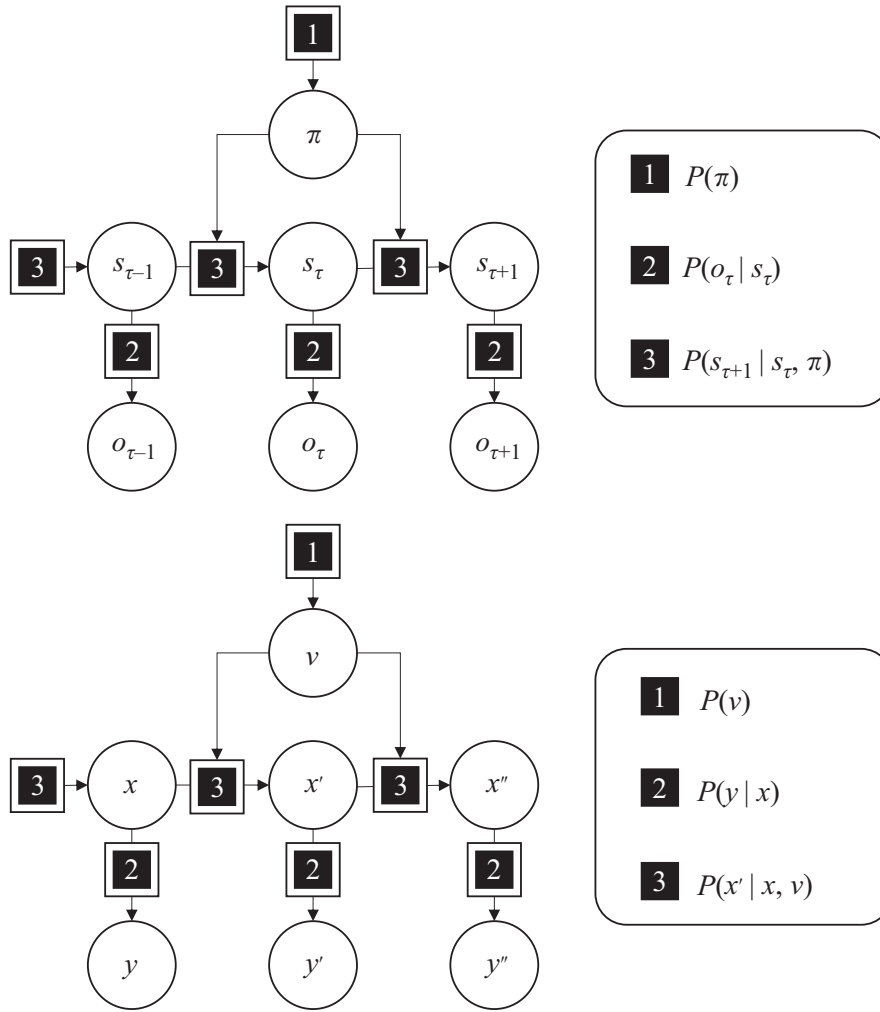 1
π
1 P(π)
3 s_{τ–1} 3 s_τ 3 s_{τ+1}
2 P(o_τ | s_τ)
2 2 2
3 P(s_{τ+1} | s_τ, π)
o_{τ–1} o_τ o_{τ+1}
1
v
1 P(v)
3 x 3 x′ 3 x″
2 P(y | x)
2 2 2
3 P(x′ | x, v)
y y′ y″